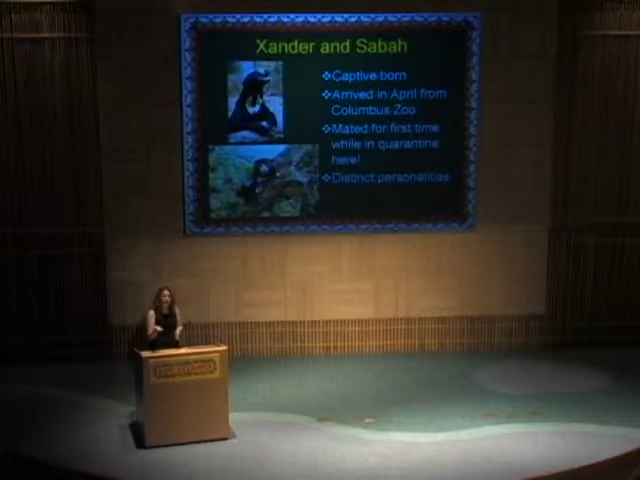 Xander and Sabah
❖Captive born
❖Arrived in April from
Columbus Zoo
❖Mated for first time
while in quarantine
here!
❖Distinct personalities